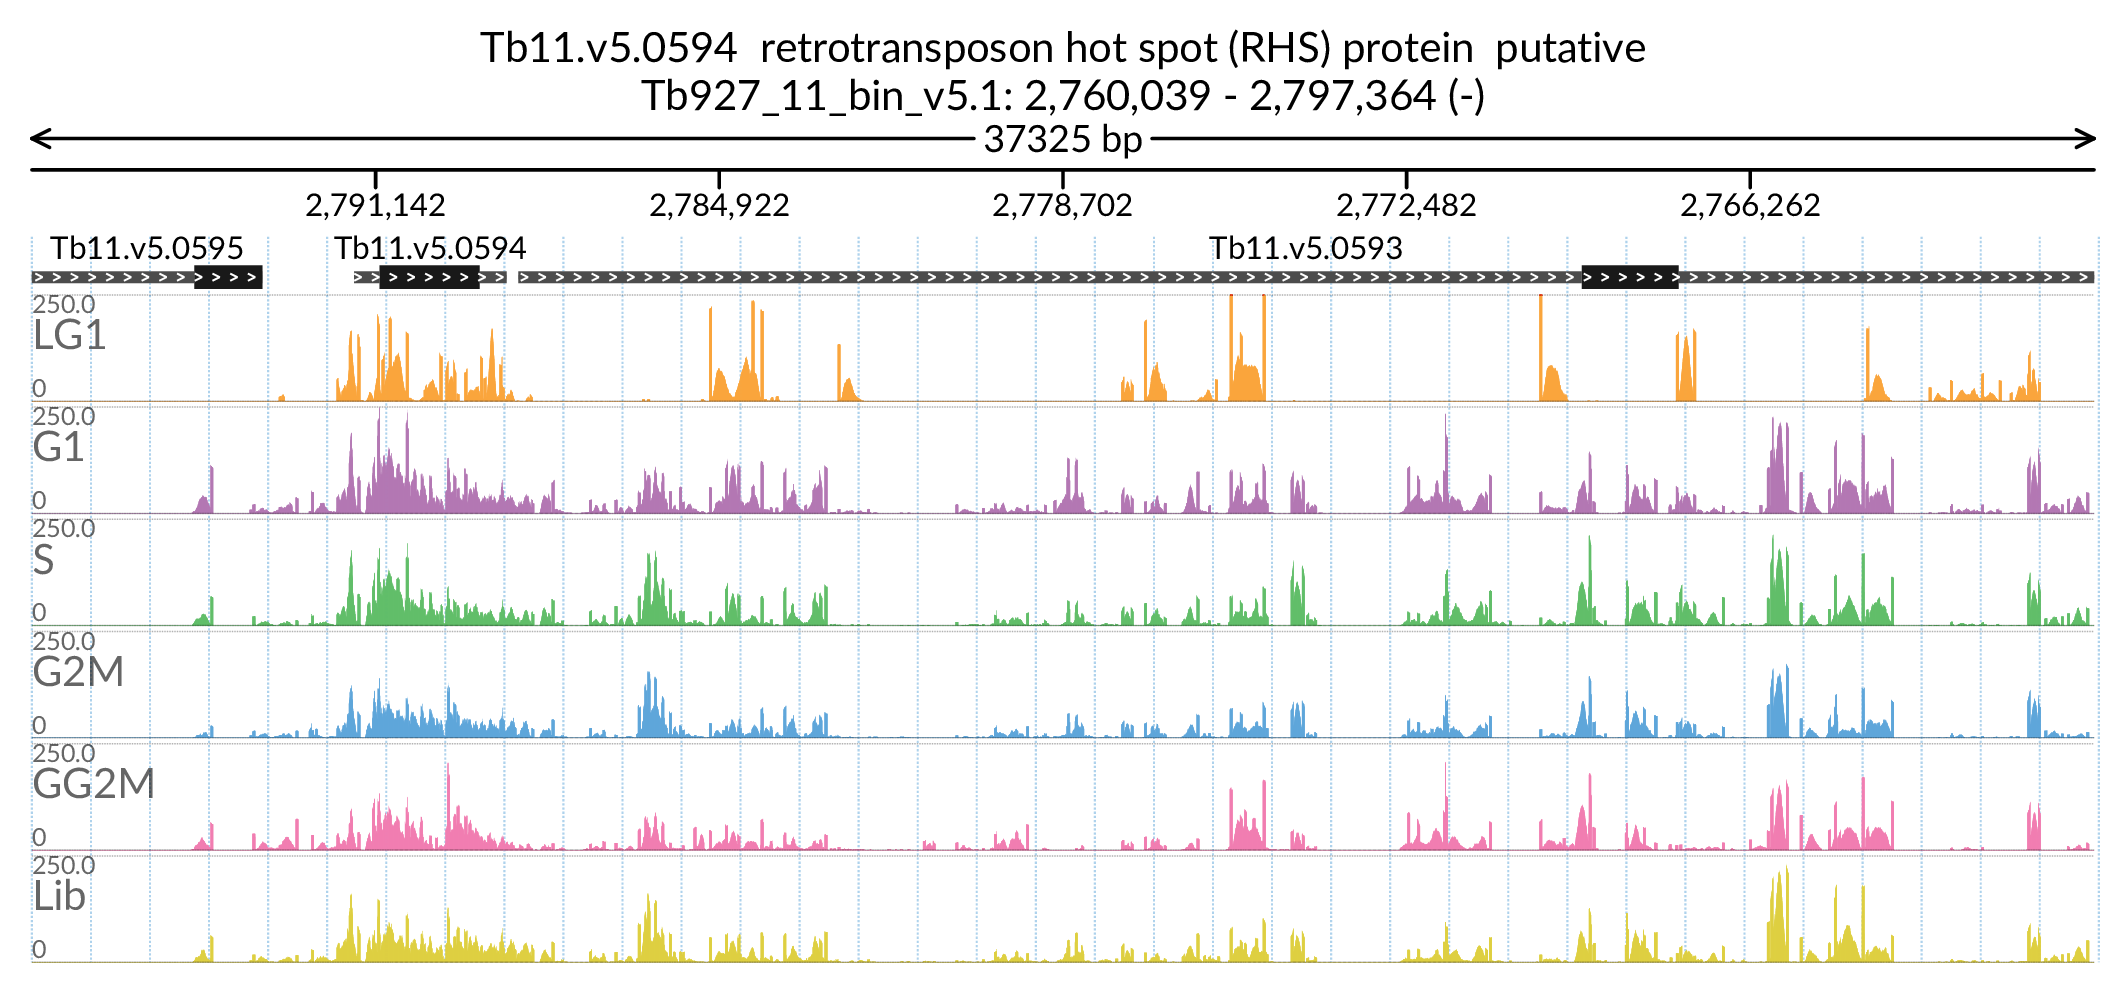 Tb11.v5.0594 retrotransposon hot spot (RHS) protein putative
Tb927_11_bin_v5.1: 2,760,039 - 2,797,364 (-)
37325 bp
2,791,142 2,784,922 2,778,702 2,772,482 2,766,262
Tb11.v5.0595 Tb11.v5.0594 Tb11.v5.0593
250.0
LG1
0
250.0
G1
0
250.0
S
0
250.0
G2M
0
250.0
GG2M
0
250.0
Lib
0